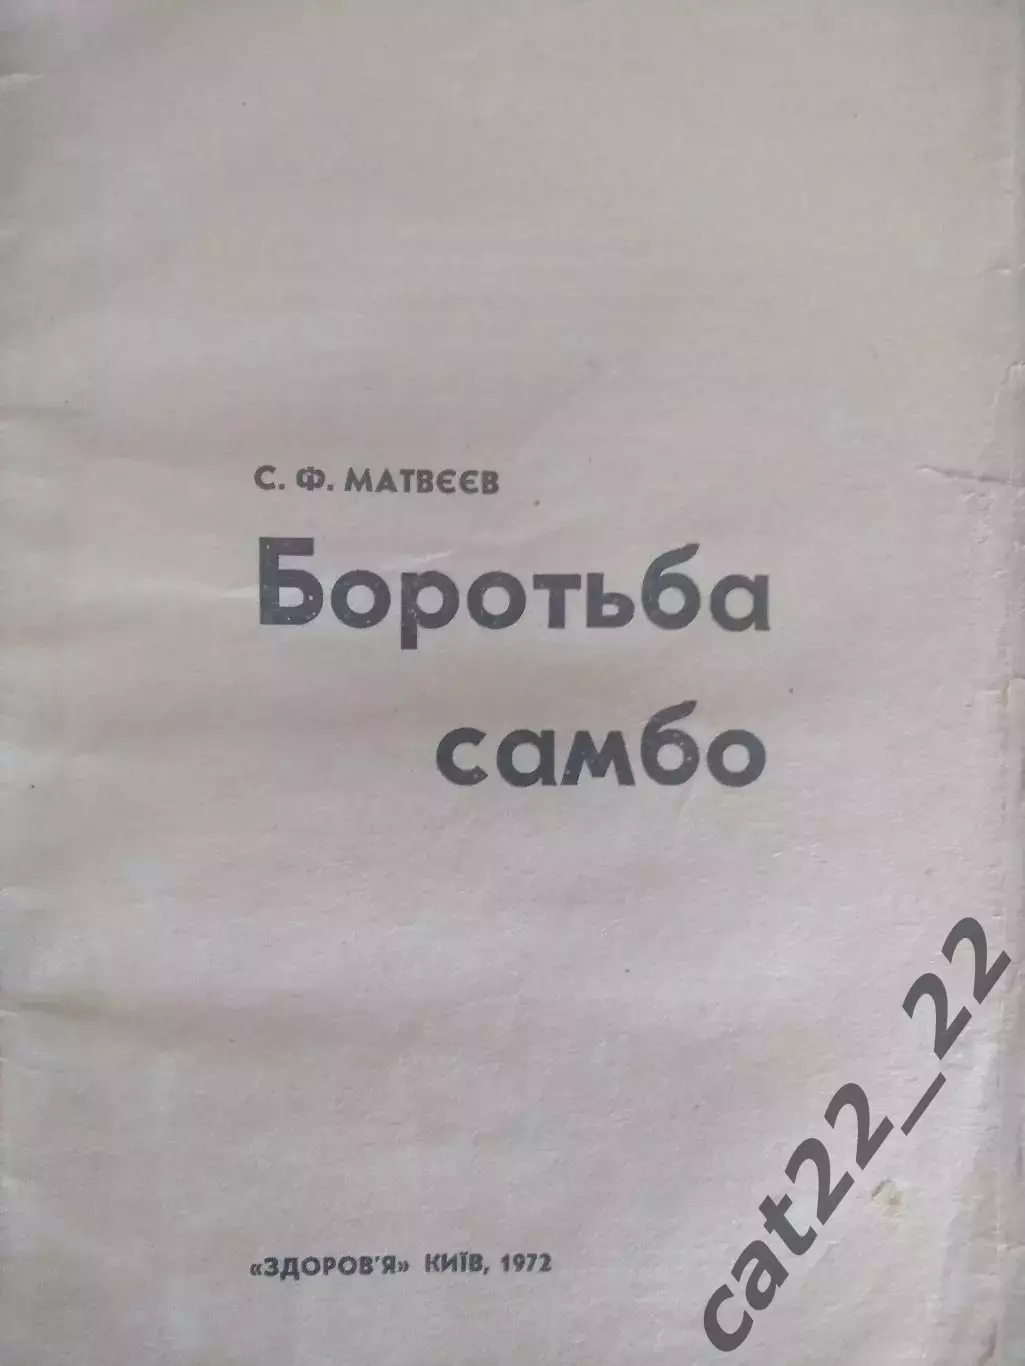 С. Ф. МАТВЄЄВ
Боротьба
самбо
«ЗДОРОВ'Я» КИЇВ, 1972
cat22_22